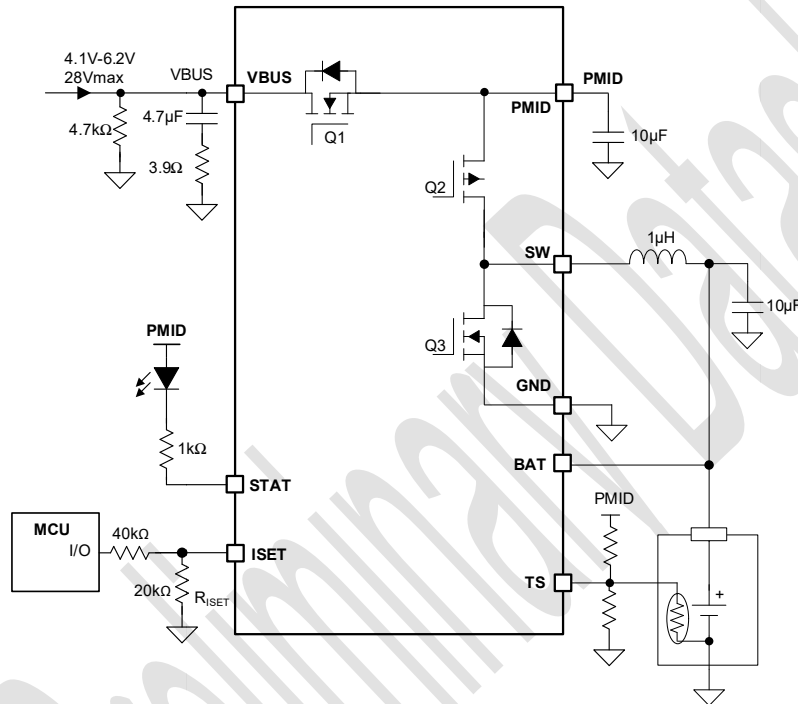 4.1V-6.2V
28Vmax
VBUS
VBUS
PMID
PMID
4.7kΩ
4.7µF
3.9Ω
Q1
10µF
Q2
1µH
SW
10µF
Q3
PMID
GND
1kΩ
BAT
STAT
PMID
MCU
I/O
40kΩ
ISET
20kΩ
RISET
TS
+